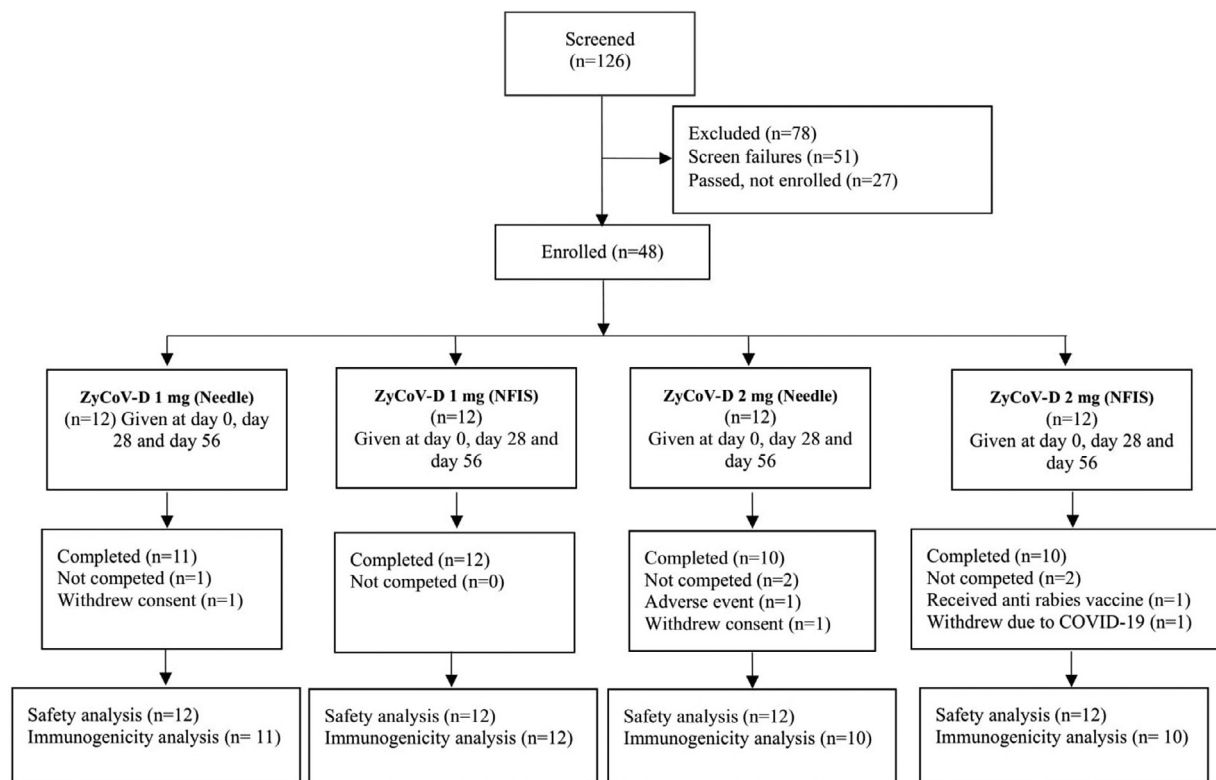 Screened
(n=126)
Excluded (n=78)
Screen failures (n=51)
Passed, not enrolled (n=27)
Enrolled (n=48)
ZyCoV-D 1 mg (Needle)
(n=12) Given at day 0, day
28 and day 56
ZyCoV-D 1 mg (NFIS)
(n=12)
Given at day 0, day 28 and
day 56
ZyCoV-D 2 mg (Needle)
(n=12)
Given at day 0, day 28 and
day 56
ZyCoV-D 2 mg (NFIS)
(n=12)
Given at day 0, day 28 and
day 56
Completed (n=11)
Not competed (n=1)
Withdrew consent (n=1)
Completed (n=12)
Not competed (n=0)
Completed (n=10)
Not competed (n=2)
Adverse event (n=1)
Withdrew consent (n=1)
Completed (n=10)
Not competed (n=2)
Received anti rabies vaccine (n=1)
Withdrew due to COVID-19 (n=1)
Safety analysis (n=12)
Immunogenicity analysis (n= 11)
Safety analysis (n=12)
Immunogenicity analysis (n=12)
Safety analysis (n=12)
Immunogenicity analysis (n=10)
Safety analysis (n=12)
Immunogenicity analysis (n= 10)